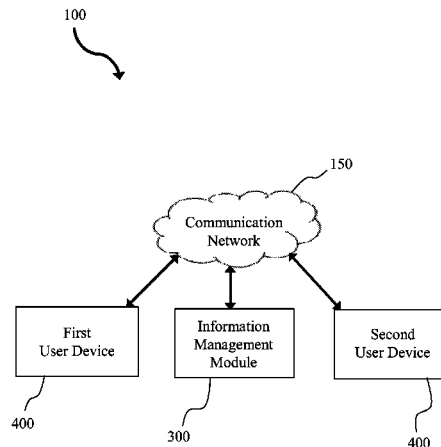 100
150
Communication
Network
First
User Device
Information
Management
Module
Second
User Device
400
300
400